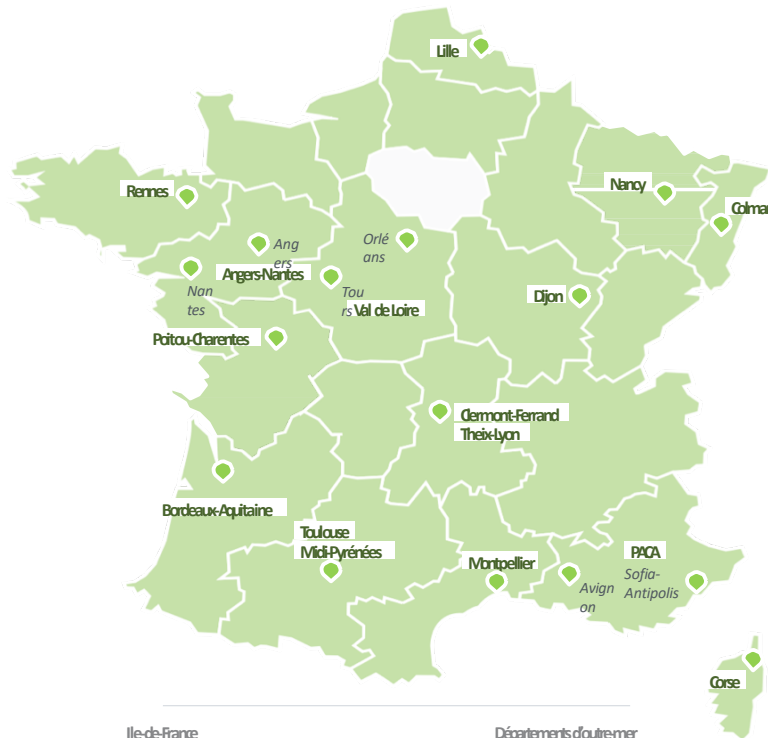 Lille
Rennes
Nancy
Colmar
Ang
ers
Orlé
ans
Angers-Nantes
Nan
tes
Tou
rs
Val de Loire
Dijon
Poitou-Charentes
Clermont-Ferrand
Theix-Lyon
Bordeaux-Aquitaine
Toulouse
Midi-Pyrénées
Montpellier
PACA
Sofia-
Antipolis
Avign
on
Corse
Ile-de-France
Départements d'outre-mer